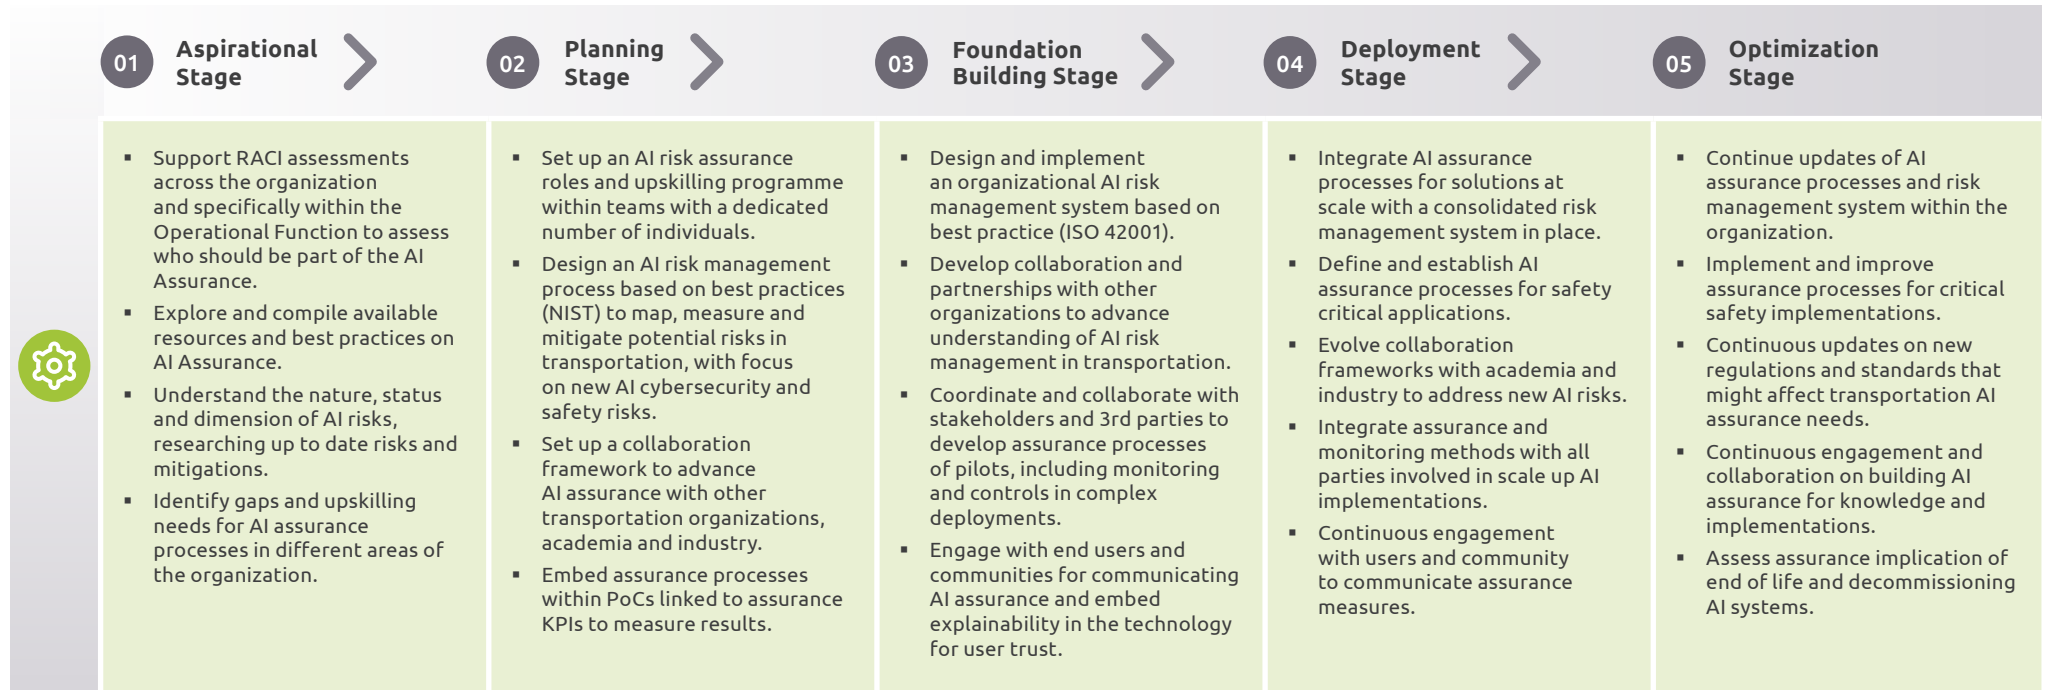 01
Aspirational
Stage
02
Planning
Stage
03
Foundation
Building Stage
04
Deployment
Stage
05
Optimization
Stage
▪ Support RACI assessments
across the organization
and specifically within the
Operational Function to assess
who should be part of the AI
Assurance.
▪ Explore and compile available
resources and best practices on
AI Assurance.
▪ Understand the nature, status
and dimension of AI risks,
researching up to date risks and
mitigations.
▪ Identify gaps and upskilling
needs for AI assurance
processes in different areas of
the organization.
▪ Set up an AI risk assurance
roles and upskilling programme
within teams with a dedicated
number of individuals.
▪ Design an AI risk management
process based on best practices
(NIST) to map, measure and
mitigate potential risks in
transportation, with focus
on new AI cybersecurity and
safety risks.
▪ Set up a collaboration
framework to advance
AI assurance with other
transportation organizations,
academia and industry.
▪ Embed assurance processes
within PoCs linked to assurance
KPIs to measure results.
▪ Design and implement
an organizational AI risk
management system based on
best practice (ISO 42001).
▪ Develop collaboration and
partnerships with other
organizations to advance
understanding of AI risk
management in transportation.
▪ Coordinate and collaborate with
stakeholders and 3rd parties to
develop assurance processes
of pilots, including monitoring
and controls in complex
deployments.
▪ Engage with end users and
communities for communicating
AI assurance and embed
explainability in the technology
for user trust.
▪ Integrate AI assurance
processes for solutions at
scale with a consolidated risk
management system in place.
▪ Define and establish AI
assurance processes for safety
critical applications.
▪ Evolve collaboration
frameworks with academia and
industry to address new AI risks.
▪ Integrate assurance and
monitoring methods with all
parties involved in scale up AI
implementations.
▪ Continuous engagement
with users and community
to communicate assurance
measures.
▪ Continue updates of AI
assurance processes and risk
management system within the
organization.
▪ Implement and improve
assurance processes for critical
safety implementations.
▪ Continuous updates on new
regulations and standards that
might affect transportation AI
assurance needs.
▪ Continuous engagement and
collaboration on building AI
assurance for knowledge and
implementations.
▪ Assess assurance implication of
end of life and decommissioning
AI systems.